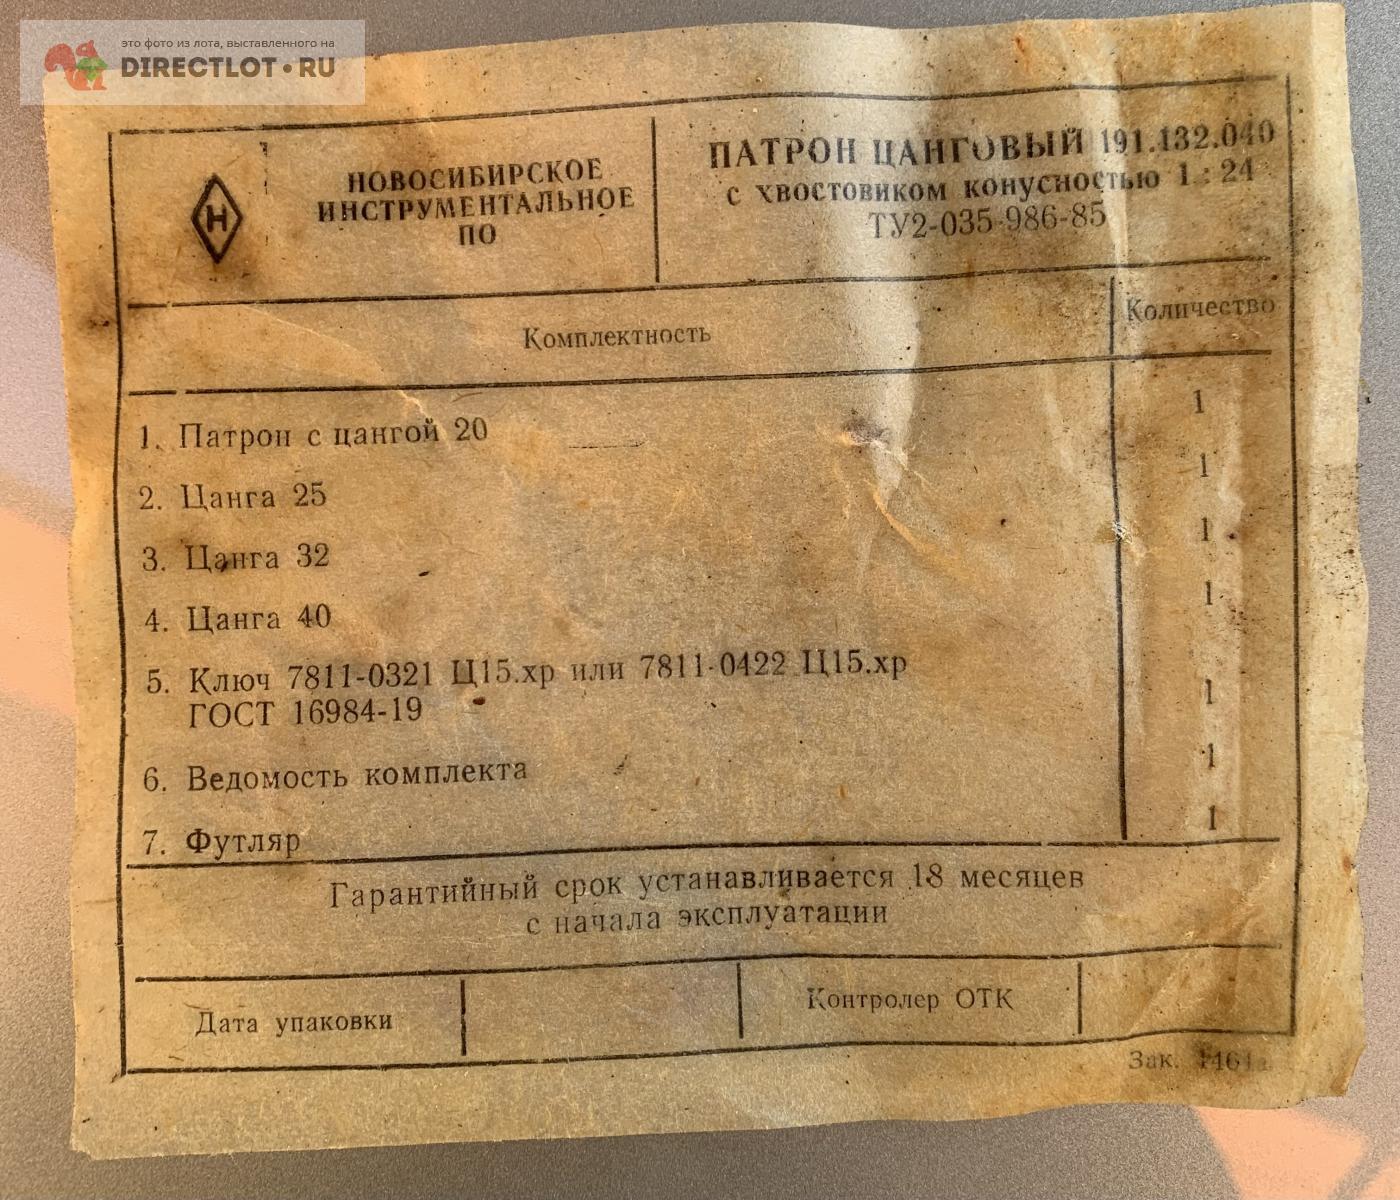 это фото из лота, выставленного на
DIRECTLOT•RU
Н
НОВОСИБИРСКОЕ
ИНСТРУМЕНТАЛЬНОЕ
ПО
ПАТРОН ЦАНГОВЫЙ 191.132.040
с хвостовиком конусностью 1 : 24
ТУ2-035-986-85
Комплектность
Количество
1. Патрон с цангой 20
1
2. Цанга 25
1
3. Цанга 32
1
4. Цанга 40
1
5. Ключ 7811-0321 Ц15.хр или 7811-0422 Ц15.хр
ГОСТ 16984-19
1
6. Ведомость комплекта
1
7. Футляр
1
Гарантийный срок устанавливается 18 месяцев
с начала эксплуатации
Дата упаковки
Контролер ОТК
Зак.